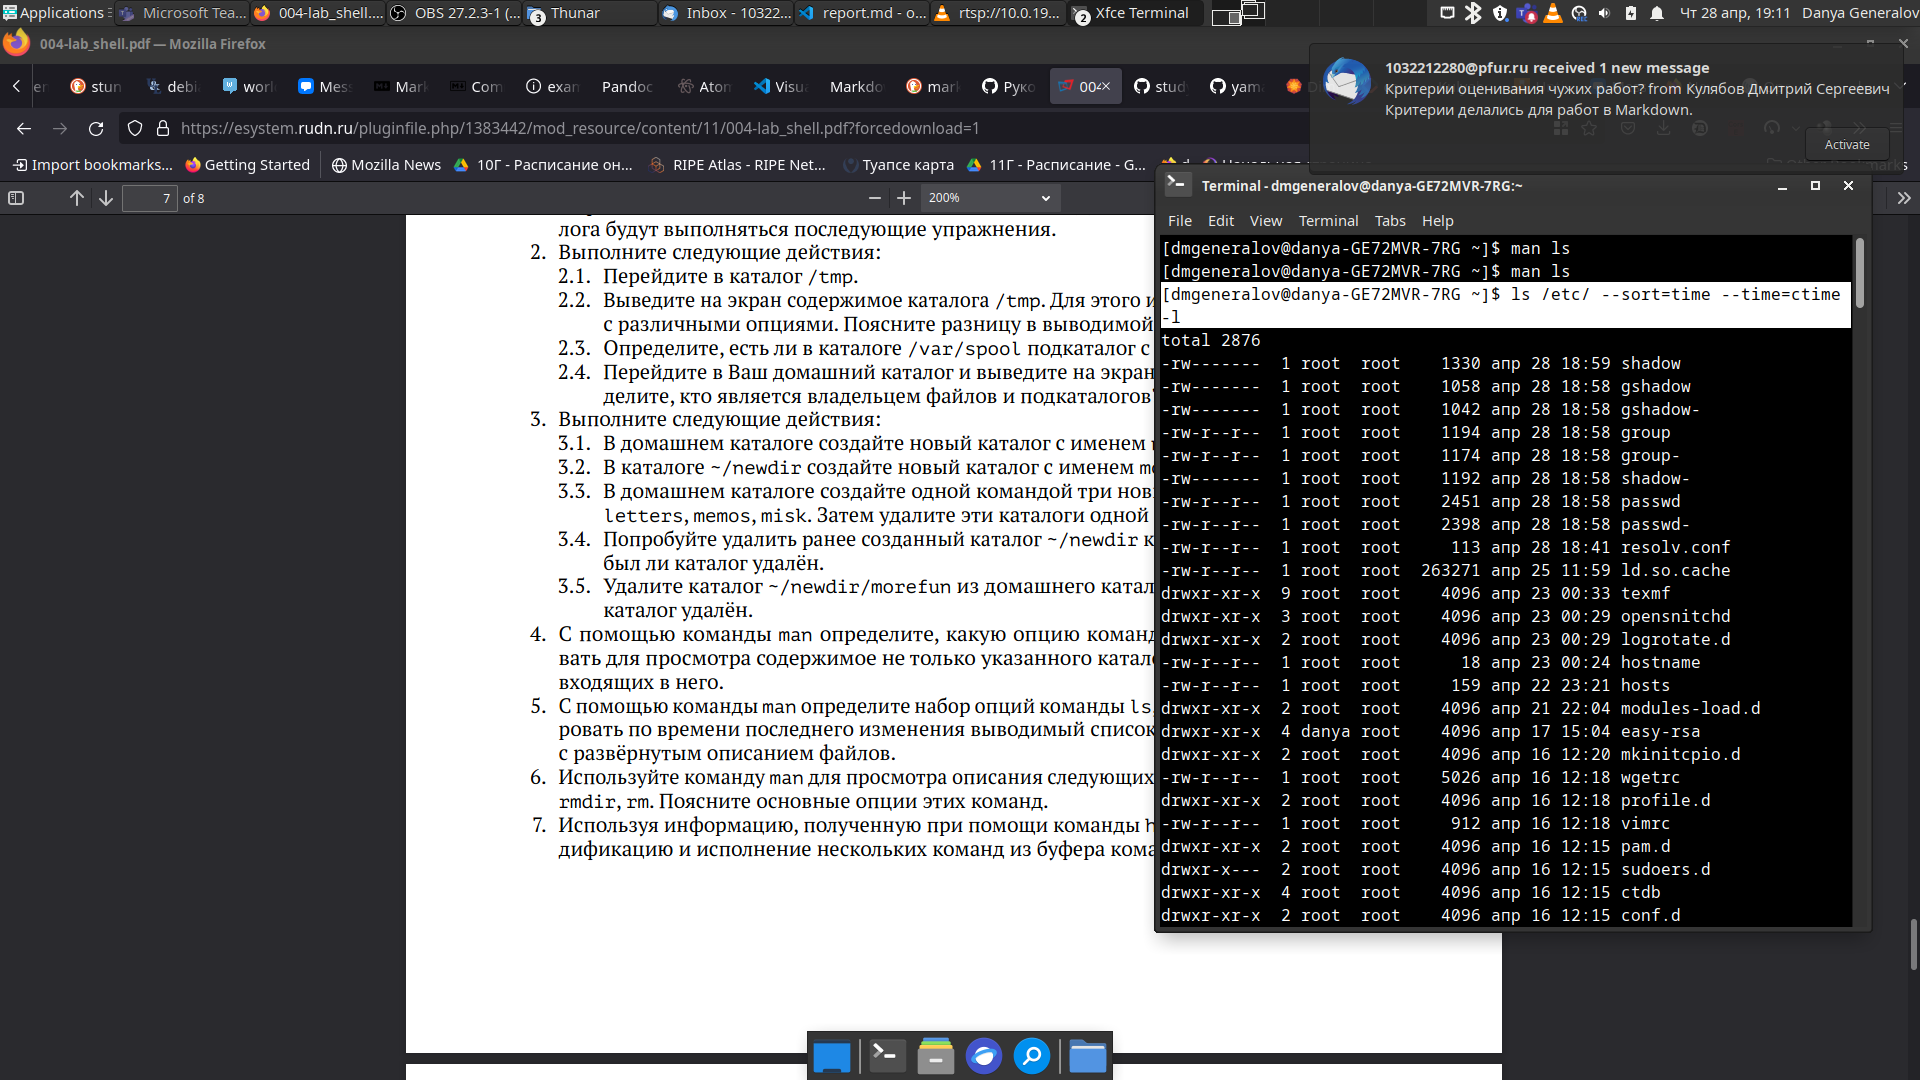 Applications
Microsoft Tea...
004-lab_shell....
OBS 27.2.3-1 (...
3
Thunar
Inbox - 10322...
report.md - o...
rtsp://10.0.19...
2
Xfce Terminal
Чт 28 апр, 19:11
Danya Generalov
004-lab_shell.pdf — Mozilla Firefox
stun
debi
worl
Mes
Mark
Com
exan
Pandoc
Aton
Visu
Markdo
mar
Руко
004
stud
yam
https://esystem.rudn.ru/pluginfile.php/1383442/mod_resource/content/11/004-lab_shell.pdf?forcedownload=1
1032212280@pfur.ru received 1 new message
Критерии оценивания чужих работ? from Кулябов Дмитрий Сергеевич
Критерии делались для работ в Markdown.
Activate
Import bookmarks...
Getting Started
Mozilla News
10Г - Расписание он...
RIPE Atlas - RIPE Net...
Туапсе карта
11Г - Расписание - G...
7
of 8
200%
лога будут выполняться последующие упражнения.
2. Выполните следующие действия:
2.1. Перейдите в каталог /tmp.
2.2. Выведите на экран содержимое каталога /tmp. Для этого и
с различными опциями. Поясните разницу в выводимой
2.3. Определите, есть ли в каталоге /var/spool подкаталог с
2.4. Перейдите в Ваш домашний каталог и выведите на экран
делите, кто является владельцем файлов и подкаталогов
3. Выполните следующие действия:
3.1. В домашнем каталоге создайте новый каталог с именем
3.2. В каталоге ~/newdir создайте новый каталог с именем mo
3.3. В домашнем каталоге создайте одной командой три нов
letters, memos, misk. Затем удалите эти каталоги одной
3.4. Попробуйте удалить ранее созданный каталог ~/newdir к
был ли каталог удалён.
3.5. Удалите каталог ~/newdir/morefun из домашнего катал
каталог удалён.
4. С помощью команды man определите, какую опцию команд
вать для просмотра содержимое не только указанного катал
входящих в него.
5. С помощью команды man определите набор опций команды ls,
ровать по времени последнего изменения выводимый список
с развёрнутым описанием файлов.
6. Используйте команду man для просмотра описания следующих
rmdir, rm. Поясните основные опции этих команд.
7. Используя информацию, полученную при помощи команды h
дификацию и исполнение нескольких команд из буфера кома
Terminal - dmgeneralov@danya-GE72MVR-7RG:~
File Edit View Terminal Tabs Help
[dmgeneralov@danya-GE72MVR-7RG ~]$ man ls
[dmgeneralov@danya-GE72MVR-7RG ~]$ man ls
[dmgeneralov@danya-GE72MVR-7RG ~]$ ls /etc/ --sort=time --time=ctime
-l
total 2876
-rw------- 1 root root 1330 апр 28 18:59 shadow
-rw------- 1 root root 1058 апр 28 18:58 gshadow
-rw------- 1 root root 1042 апр 28 18:58 gshadow-
-rw-r--r-- 1 root root 1194 апр 28 18:58 group
-rw-r--r-- 1 root root 1174 апр 28 18:58 group-
-rw------- 1 root root 1192 апр 28 18:58 shadow-
-rw-r--r-- 1 root root 2451 апр 28 18:58 passwd
-rw-r--r-- 1 root root 2398 апр 28 18:58 passwd-
-rw-r--r-- 1 root root 113 апр 28 18:41 resolv.conf
-rw-r--r-- 1 root root 263271 апр 25 11:59 ld.so.cache
drwxr-xr-x 9 root root 4096 апр 23 00:33 texmf
drwxr-xr-x 3 root root 4096 апр 23 00:29 opensnitchd
drwxr-xr-x 2 root root 4096 апр 23 00:29 logrotate.d
-rw-r--r-- 1 root root 18 апр 23 00:24 hostname
-rw-r--r-- 1 root root 159 апр 22 23:21 hosts
drwxr-xr-x 2 root root 4096 апр 21 22:04 modules-load.d
drwxr-xr-x 4 danya root 4096 апр 17 15:04 easy-rsa
drwxr-xr-x 2 root root 4096 апр 16 12:20 mkinitcpio.d
-rw-r--r-- 1 root root 5026 апр 16 12:18 wgetrc
drwxr-xr-x 2 root root 4096 апр 16 12:18 profile.d
-rw-r--r-- 1 root root 912 апр 16 12:18 vimrc
drwxr-xr-x 2 root root 4096 апр 16 12:15 pam.d
drwxr-x--- 2 root root 4096 апр 16 12:15 sudoers.d
drwxr-xr-x 4 root root 4096 апр 16 12:15 ctdb
drwxr-xr-x 2 root root 4096 апр 16 12:15 conf.d